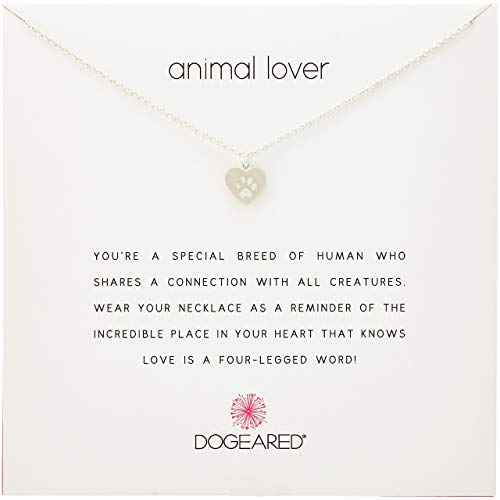 animal lover
YOU'RE A SPECIAL BREED OF HUMAN WHO
SHARES A CONNECTION WITH ALL CREATURES.
WEAR YOUR NECKLACE AS A REMINDER OF THE
INCREDIBLE PLACE IN YOUR HEART THAT KNOWS
LOVE IS A FOUR-LEGGED WORD!
DOGEARED®